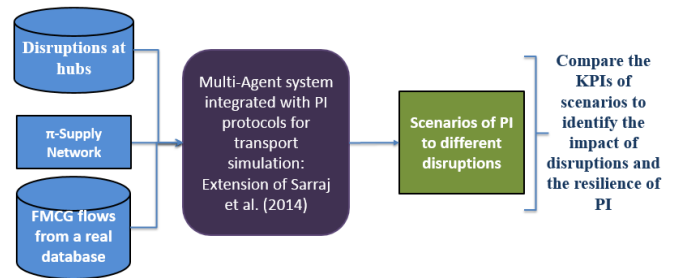 Disruptions at
hubs
π-Supply
Network
FMCG flows
from a real
database
Multi-Agent system
integrated with PI
protocols for
transport
simulation:
Extension of Sarraj
et al. (2014)
Scenarios of PI
to different
disruptions
Compare the
KPIs of
scenarios to
identify the
impact of
disruptions and
the resilience of
PI